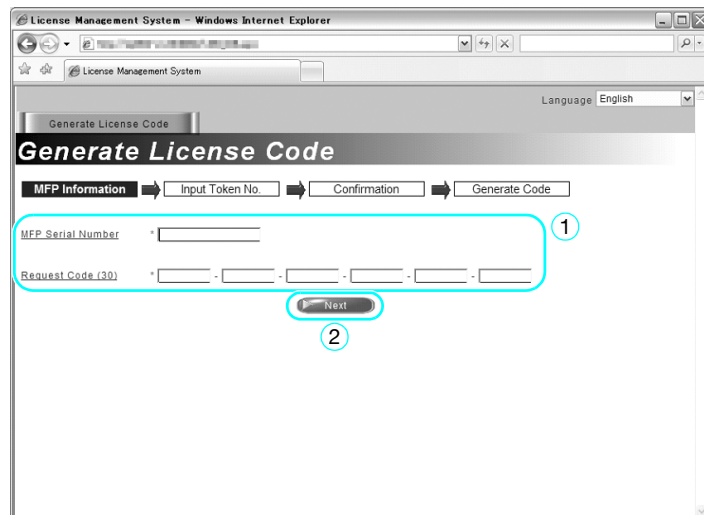 License Management System - Windows Internet Explorer
License Management System
Language English
Generate License Code
Generate License Code
MFP Information Input Token No. Confirmation Generate Code
1
MFP Serial Number *
Request Code (30) * - - - - -
Next
2